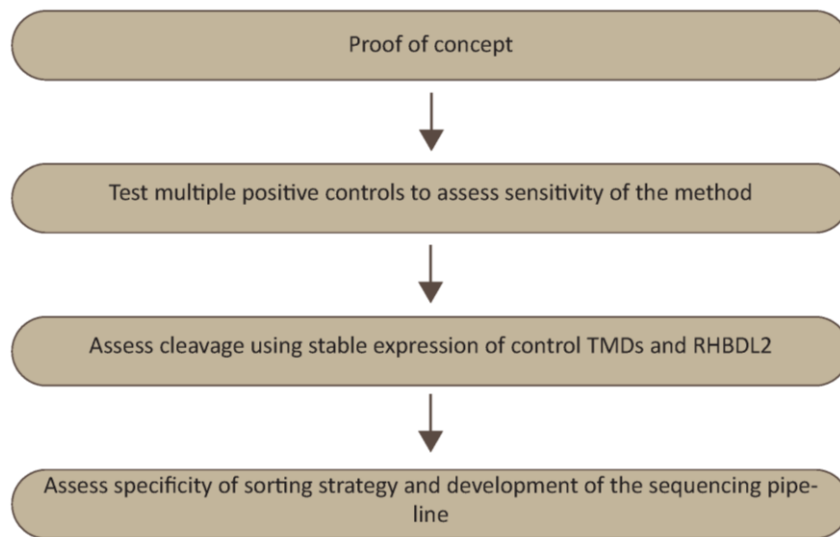 Proof of concept
Test multiple positive controls to assess sensitivity of the method
Assess cleavage using stable expression of control TMDs and RHBDL2
Assess specificity of sorting strategy and development of the sequencing pipe-
line